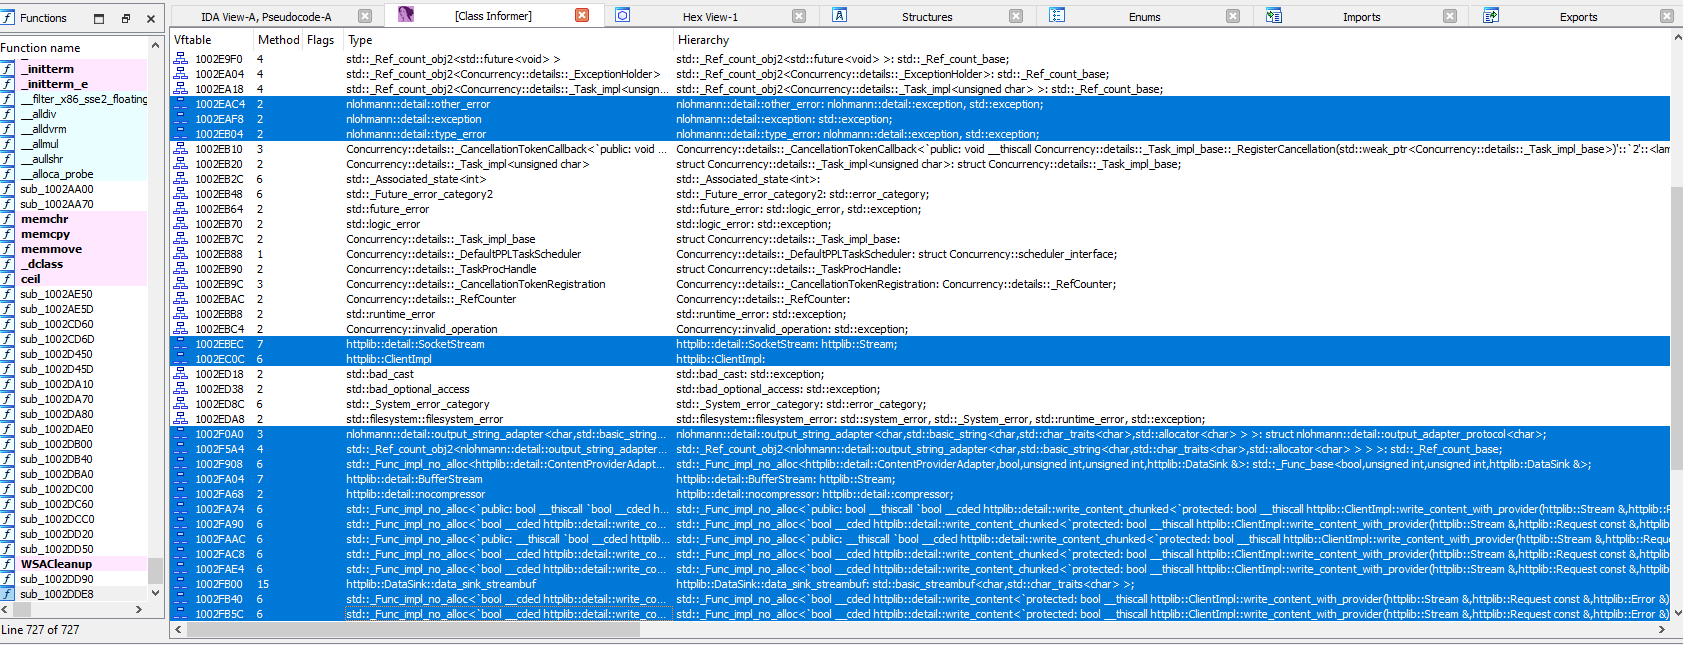 Functions
IDA View-A, Pseudocode-A
[Class Informer]
Hex View-1
Structures
Enums
Imports
Exports
Function name
_initterm
_initterm_e
__filter_x86_sse2_floating
__alldiv
__alldvrm
__allmul
__aullshr
__alloca_probe
sub_1002AA00
sub_1002AA70
memchr
memcpy
memmove
_dclass
ceil
sub_1002AE50
sub_1002AE5D
sub_1002CD60
sub_1002CD6D
sub_1002D450
sub_1002D45D
sub_1002DA10
sub_1002DA70
sub_1002DA80
sub_1002DAE0
sub_1002DB00
sub_1002DB40
sub_1002DBA0
sub_1002DC00
sub_1002DC60
sub_1002DCC0
sub_1002DD20
sub_1002DD50
WSACleanup
sub_1002DD90
sub_1002DDE8
Line 727 of 727
Vftable Method Flags Type Hierarchy
1002E9F0 4 std::_Ref_count_obj2<std::future<void> > std::_Ref_count_obj2<std::future<void> >: std::_Ref_count_base;
1002EA04 4 std::_Ref_count_obj2<Concurrency::details::_ExceptionHolder> std::_Ref_count_obj2<Concurrency::details::_ExceptionHolder>: std::_Ref_count_base;
1002EA18 4 std::_Ref_count_obj2<Concurrency::details::_Task_impl<unsign... std::_Ref_count_obj2<Concurrency::details::_Task_impl<unsigned char> >: std::_Ref_count_base;
1002EAC4 2 nlohmann::detail::other_error nlohmann::detail::other_error: nlohmann::detail::exception, std::exception;
1002EAF8 2 nlohmann::detail::exception nlohmann::detail::exception: std::exception;
1002EB04 2 nlohmann::detail::type_error nlohmann::detail::type_error: nlohmann::detail::exception, std::exception;
1002EB10 3 Concurrency::details::_CancellationTokenCallback<`public: void ... Concurrency::details::_CancellationTokenCallback<`public: void __thiscall Concurrency::details::_Task_impl_base::_RegisterCancellation(std::weak_ptr<Concurrency::details::_Task_impl_base>)'::`2'::<lam
1002EB20 2 Concurrency::details::_Task_impl<unsigned char> struct Concurrency::details::_Task_impl<unsigned char>: struct Concurrency::details::_Task_impl_base;
1002EB2C 6 std::_Associated_state<int> std::_Associated_state<int>:
1002EB48 6 std::_Future_error_category2 std::_Future_error_category2: std::error_category;
1002EB64 2 std::future_error std::future_error: std::logic_error, std::exception;
1002EB70 2 std::logic_error std::logic_error: std::exception;
1002EB7C 2 Concurrency::details::_Task_impl_base struct Concurrency::details::_Task_impl_base:
1002EB88 1 Concurrency::details::_DefaultPPLTaskScheduler Concurrency::details::_DefaultPPLTaskScheduler: struct Concurrency::scheduler_interface;
1002EB90 2 Concurrency::details::_TaskProcHandle struct Concurrency::details::_TaskProcHandle:
1002EB9C 3 Concurrency::details::_CancellationTokenRegistration Concurrency::details::_CancellationTokenRegistration: Concurrency::details::_RefCounter;
1002EBAC 2 Concurrency::details::_RefCounter Concurrency::details::_RefCounter:
1002EBB8 2 std::runtime_error std::runtime_error: std::exception;
1002EBC4 2 Concurrency::invalid_operation Concurrency::invalid_operation: std::exception;
1002EBEC 7 httplib::detail::SocketStream httplib::detail::SocketStream: httplib::Stream;
1002EC0C 6 httplib::ClientImpl httplib::ClientImpl:
1002ED18 2 std::bad_cast std::bad_cast: std::exception;
1002ED38 2 std::bad_optional_access std::bad_optional_access: std::exception;
1002ED8C 6 std::_System_error_category std::_System_error_category: std::error_category;
1002EDA8 2 std::filesystem::filesystem_error std::filesystem::filesystem_error: std::system_error, std::_System_error, std::runtime_error, std::exception;
1002F0A0 3 nlohmann::detail::output_string_adapter<char,std::basic_string... nlohmann::detail::output_string_adapter<char,std::basic_string<char,std::char_traits<char>,std::allocator<char> > >: struct nlohmann::detail::output_adapter_protocol<char>;
1002F5A4 4 std::_Ref_count_obj2<nlohmann::detail::output_string_adapter... std::_Ref_count_obj2<nlohmann::detail::output_string_adapter<char,std::basic_string<char,std::char_traits<char>,std::allocator<char> > > >: std::_Ref_count_base;
1002F908 6 std::_Func_impl_no_alloc<httplib::detail::ContentProviderAdapt... std::_Func_impl_no_alloc<httplib::detail::ContentProviderAdapter,bool,unsigned int,unsigned int,httplib::DataSink &>: std::_Func_base<bool,unsigned int,unsigned int,httplib::DataSink &>;
1002FA04 7 httplib::detail::BufferStream httplib::detail::BufferStream: httplib::Stream;
1002FA68 2 httplib::detail::nocompressor httplib::detail::nocompressor: httplib::detail::compressor;
1002FA74 6 std::_Func_impl_no_alloc<`public: bool __thiscall `bool __cded h... std::_Func_impl_no_alloc<`public: bool __thiscall `bool __cded httplib::detail::write_content_chunked<`protected: bool __thiscall httplib::ClientImpl::write_content_with_provider(httplib::Stream &,httplib::R
1002FA90 6 std::_Func_impl_no_alloc<`bool __cded httplib::detail::write_co... std::_Func_impl_no_alloc<`bool __cded httplib::detail::write_content_chunked<`protected: bool __thiscall httplib::ClientImpl::write_content_with_provider(httplib::Stream &,httplib::Request const &,httplib
1002FAAC 6 std::_Func_impl_no_alloc<`public: __thiscall `bool __cded httplib... std::_Func_impl_no_alloc<`public: __thiscall `bool __cded httplib::detail::write_content_chunked<`protected: bool __thiscall httplib::ClientImpl::write_content_with_provider(httplib::Stream &,httplib::Reques
1002FAC8 6 std::_Func_impl_no_alloc<`bool __cded httplib::detail::write_co... std::_Func_impl_no_alloc<`bool __cded httplib::detail::write_content_chunked<`protected: bool __thiscall httplib::ClientImpl::write_content_with_provider(httplib::Stream &,httplib::Request const &,httplib
1002FAE4 6 std::_Func_impl_no_alloc<`bool __cded httplib::detail::write_co... std::_Func_impl_no_alloc<`bool __cded httplib::detail::write_content_chunked<`protected: bool __thiscall httplib::ClientImpl::write_content_with_provider(httplib::Stream &,httplib::Request const &,httplib
1002FB00 15 httplib::DataSink::data_sink_streambuf httplib::DataSink::data_sink_streambuf: std::basic_streambuf<char,std::char_traits<char> >;
1002FB40 6 std::_Func_impl_no_alloc<`bool __cded httplib::detail::write_co... std::_Func_impl_no_alloc<`bool __cded httplib::detail::write_content<`protected: bool __thiscall httplib::ClientImpl::write_content_with_provider(httplib::Stream &,httplib::Request const &,httplib::Error &)
1002FB5C 6 std::_Func_impl_no_alloc<`bool __cded httplib::detail::write_co... std::_Func_impl_no_alloc<`bool __cded httplib::detail::write_content<`protected: bool __thiscall httplib::ClientImpl::write_content_with_provider(httplib::Stream &,httplib::Request const &,httplib::Error &)